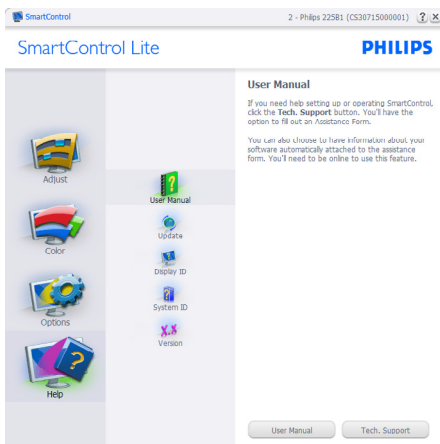 SmartControl
2 - Philips 225B1 (CS30715000001)
? X
SmartControl Lite
PHILIPS
Adjust
Color
Options
Help
User Manual
Update
Display ID
System ID
X.X
Version
User Manual
If you need help setting up or operating SmartControl,
click the Tech. Support button. You'll have the
option to fill out an Assistance Form.
You can also choose to have information about your
software automatically attached to the assistance
form. You'll need to be online to use this feature.
User Manual
Tech. Support